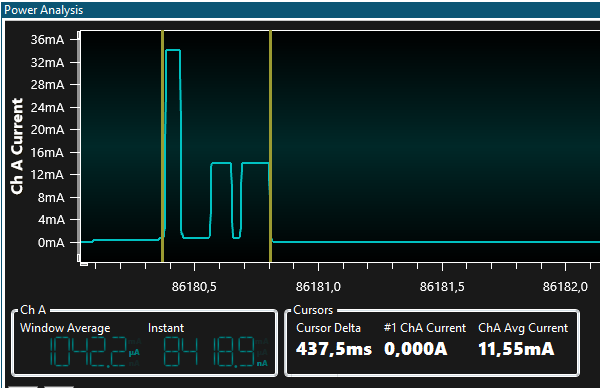 Power Analysis
36mA
32mA
28mA
24mA
20mA
16mA
12mA
8mA
4mA
0mA
Ch A Current
86180,5
86181,0
86181,5
86182,0
Ch A
Window Average
Instant
1042.2 µA
8418.9 nA
Cursors
Cursor Delta
#1 ChA Current
ChA Avg Current
437,5ms
0,000A
11,55mA